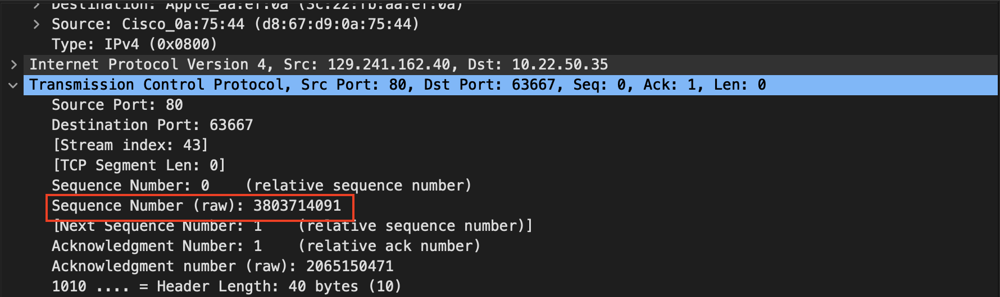 Destination: Apple_aa:ef:0a (3c:22:fb:aa:ef:0a)
Source: Cisco_0a:75:44 (d8:67:d9:0a:75:44)
Type: IPv4 (0x0800)
Internet Protocol Version 4, Src: 129.241.162.40, Dst: 10.22.50.35
Transmission Control Protocol, Src Port: 80, Dst Port: 63667, Seq: 0, Ack: 1, Len: 0
Source Port: 80
Destination Port: 63667
[Stream index: 43]
[TCP Segment Len: 0]
Sequence Number: 0    (relative sequence number)
Sequence Number (raw): 3803714091
[Next Sequence Number: 1    (relative sequence number)]
Acknowledgment Number: 1    (relative ack number)
Acknowledgment number (raw): 2065150471
1010 .... = Header Length: 40 bytes (10)